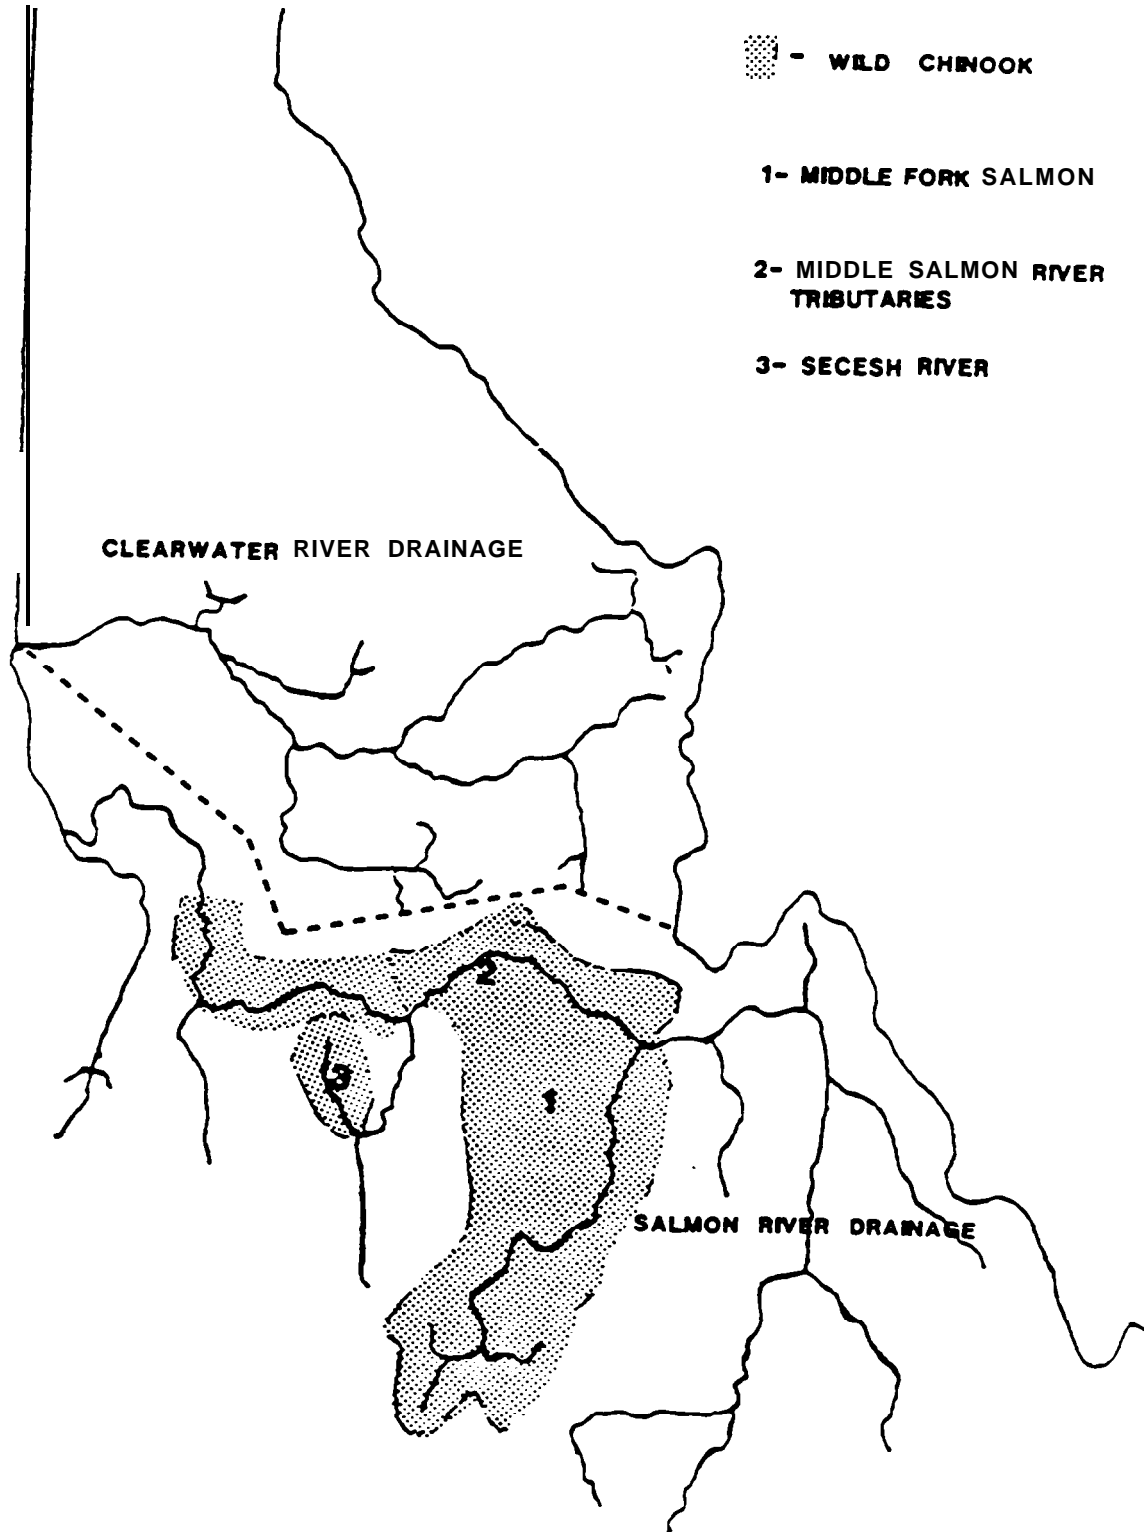 - WILD CHINOOK
1- MIDDLE FORK SALMON
2- MIDDLE SALMON RIVER
TRIBUTARIES
3- SECESH RIVER
CLEARWATER RIVER DRAINAGE
2
3
1
SALMON RIVER DRAINAGE